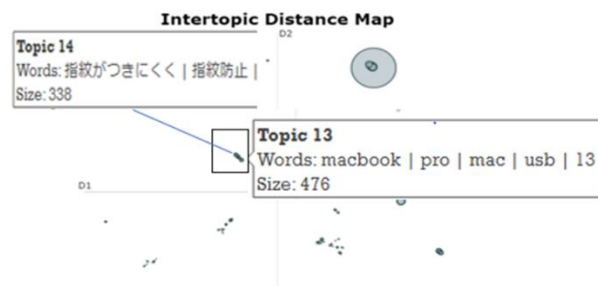 Intertopic Distance Map
D2
Topic 14
Words: 指紋がつきにくく | 指紋防止 |
Size: 338
Topic 13
Words: macbook | pro | mac | usb | 13
Size: 476
D1